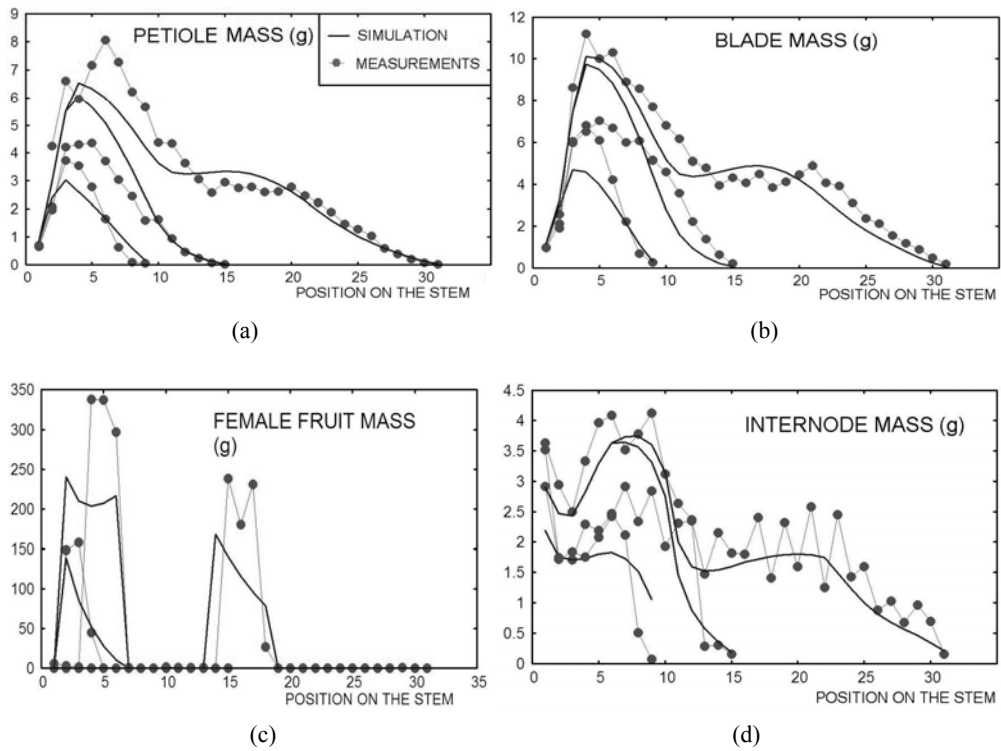 9
8
7
6
5
4
3
2
1
0
PETIOLE MASS (g)
SIMULATION
MEASUREMENTS
0 5 10 15 20 25 30
POSITION ON THE STEM
(a)
12
10
8
6
4
2
0
BLADE MASS (g)
0 5 10 15 20 25 30
POSITION ON THE STEM
(b)
350
300
250
200
150
100
50
0
FEMALE FRUIT MASS
(g)
0 5 10 15 20 25 30 35
POSITION ON THE STEM
(c)
4.5
4
3.5
3
2.5
2
1.5
1
0.5
0
INTERNODE MASS (g)
0 5 10 15 20 25 30
POSITION ON THE STEM
(d)